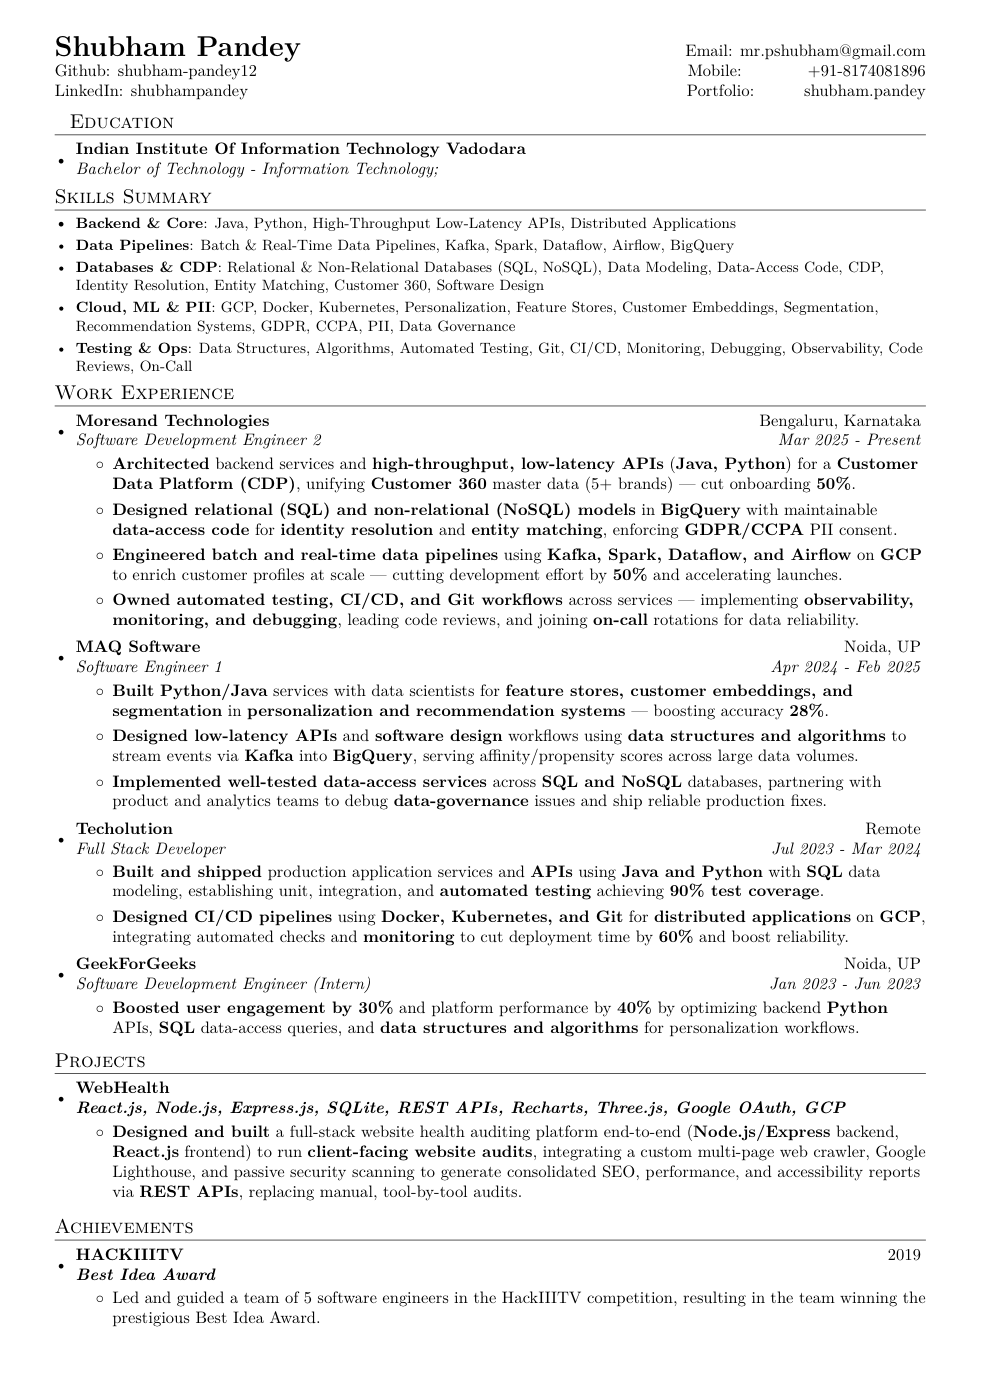 Shubham Pandey
Github: shubham-pandey12
LinkedIn: shubhampandey
Email: mr.pshubham@gmail.com
Mobile: +91-8174081896
Portfolio: shubham.pandey
Education
• Indian Institute Of Information Technology Vadodara
Bachelor of Technology - Information Technology;
Skills Summary
• Backend & Core: Java, Python, High-Throughput Low-Latency APIs, Distributed Applications
• Data Pipelines: Batch & Real-Time Data Pipelines, Kafka, Spark, Dataflow, Airflow, BigQuery
• Databases & CDP: Relational & Non-Relational Databases (SQL, NoSQL), Data Modeling, Data-Access Code, CDP,
Identity Resolution, Entity Matching, Customer 360, Software Design
• Cloud, ML & PII: GCP, Docker, Kubernetes, Personalization, Feature Stores, Customer Embeddings, Segmentation,
Recommendation Systems, GDPR, CCPA, PII, Data Governance
• Testing & Ops: Data Structures, Algorithms, Automated Testing, Git, CI/CD, Monitoring, Debugging, Observability, Code
Reviews, On-Call
Work Experience
• Moresand Technologies Bengaluru, Karnataka
Software Development Engineer 2 Mar 2025 - Present
◦ Architected backend services and high-throughput, low-latency APIs (Java, Python) for a Customer
Data Platform (CDP), unifying Customer 360 master data (5+ brands) — cut onboarding 50%.
◦ Designed relational (SQL) and non-relational (NoSQL) models in BigQuery with maintainable
data-access code for identity resolution and entity matching, enforcing GDPR/CCPA PII consent.
◦ Engineered batch and real-time data pipelines using Kafka, Spark, Dataflow, and Airflow on GCP
to enrich customer profiles at scale — cutting development effort by 50% and accelerating launches.
◦ Owned automated testing, CI/CD, and Git workflows across services — implementing observability,
monitoring, and debugging, leading code reviews, and joining on-call rotations for data reliability.
• MAQ Software Noida, UP
Software Engineer 1 Apr 2024 - Feb 2025
◦ Built Python/Java services with data scientists for feature stores, customer embeddings, and
segmentation in personalization and recommendation systems — boosting accuracy 28%.
◦ Designed low-latency APIs and software design workflows using data structures and algorithms to
stream events via Kafka into BigQuery, serving affinity/propensity scores across large data volumes.
◦ Implemented well-tested data-access services across SQL and NoSQL databases, partnering with
product and analytics teams to debug data-governance issues and ship reliable production fixes.
• Techolution Remote
Full Stack Developer Jul 2023 - Mar 2024
◦ Built and shipped production application services and APIs using Java and Python with SQL data
modeling, establishing unit, integration, and automated testing achieving 90% test coverage.
◦ Designed CI/CD pipelines using Docker, Kubernetes, and Git for distributed applications on GCP,
integrating automated checks and monitoring to cut deployment time by 60% and boost reliability.
• GeekForGeeks Noida, UP
Software Development Engineer (Intern) Jan 2023 - Jun 2023
◦ Boosted user engagement by 30% and platform performance by 40% by optimizing backend Python
APIs, SQL data-access queries, and data structures and algorithms for personalization workflows.
Projects
• WebHealth
React.js, Node.js, Express.js, SQLite, REST APIs, Recharts, Three.js, Google OAuth, GCP
◦ Designed and built a full-stack website health auditing platform end-to-end (Node.js/Express backend,
React.js frontend) to run client-facing website audits, integrating a custom multi-page web crawler, Google
Lighthouse, and passive security scanning to generate consolidated SEO, performance, and accessibility reports
via REST APIs, replacing manual, tool-by-tool audits.
Achievements
• HACKIIITV 2019
Best Idea Award
◦ Led and guided a team of 5 software engineers in the HackIIITV competition, resulting in the team winning the
prestigious Best Idea Award.